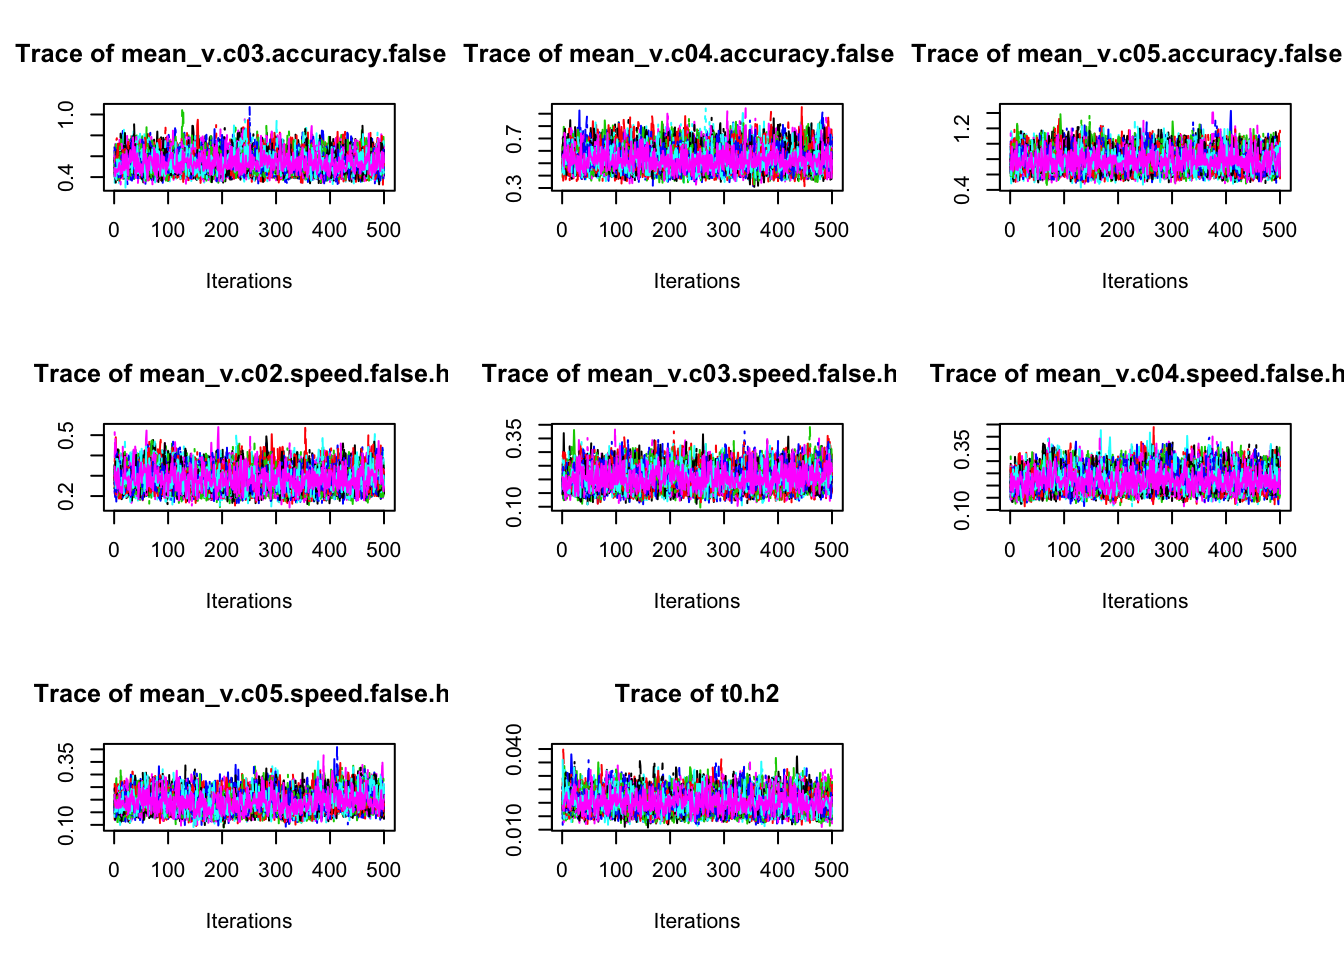 Trace of mean_v.c03.accuracy.false
1.0
0.4
0 100 200 300 400 500
Iterations
Trace of mean_v.c04.accuracy.false
0.7
0.3
0 100 200 300 400 500
Iterations
Trace of mean_v.c05.accuracy.false
1.2
0.4
0 100 200 300 400 500
Iterations
Trace of mean_v.c02.speed.false.h
0.5
0.2
0 100 200 300 400 500
Iterations
Trace of mean_v.c03.speed.false.h
0.35
0.10
0 100 200 300 400 500
Iterations
Trace of mean_v.c04.speed.false.h
0.35
0.10
0 100 200 300 400 500
Iterations
Trace of mean_v.c05.speed.false.h
0.35
0.10
0 100 200 300 400 500
Iterations
Trace of t0.h2
0.040
0.010
0 100 200 300 400 500
Iterations